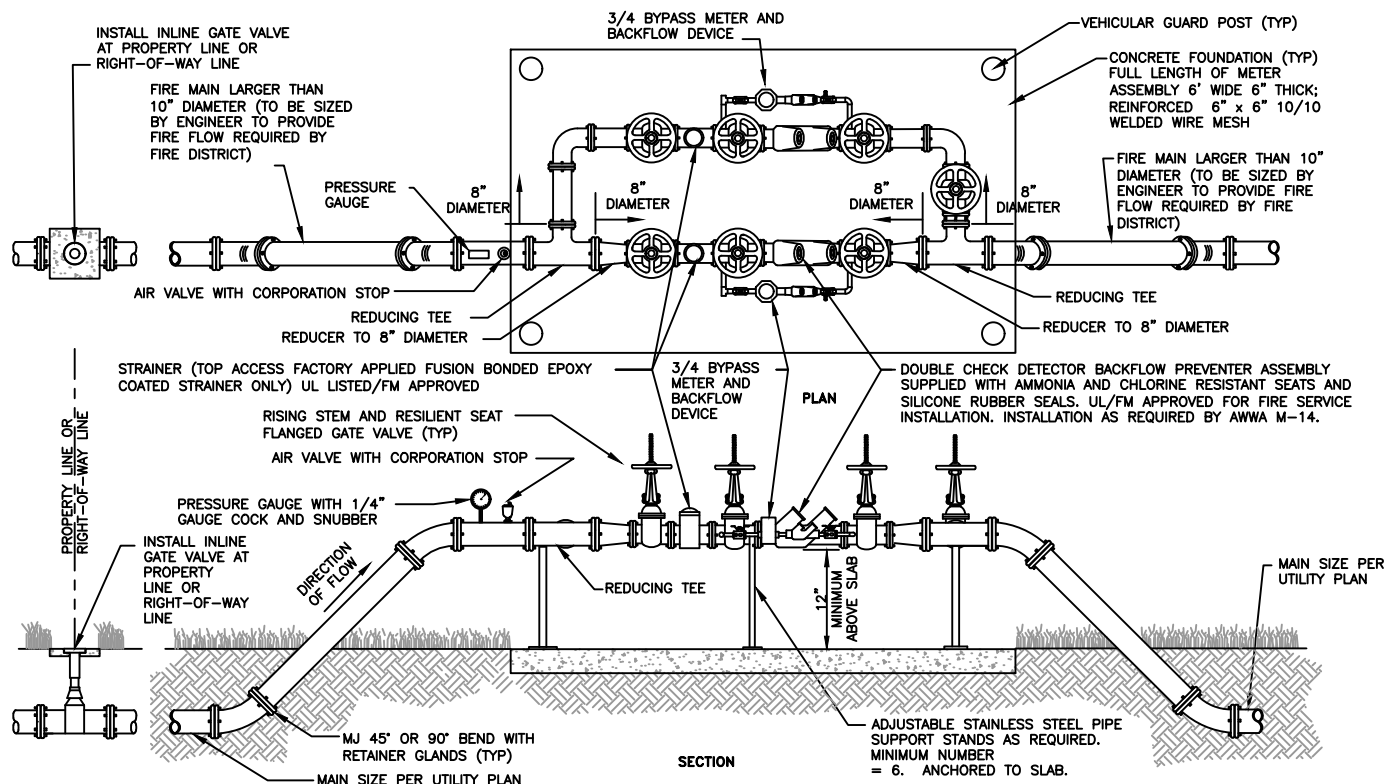 3/4 BYPASS METER AND
BACKFLOW DEVICE
VEHICULAR GUARD POST (TYP)
INSTALL INLINE GATE VALVE
AT PROPERTY LINE OR
RIGHT-OF-WAY LINE
CONCRETE FOUNDATION (TYP)
FULL LENGTH OF METER
ASSEMBLY 6' WIDE 6" THICK;
REINFORCED 6" x 6" 10/10
WELDED WIRE MESH
FIRE MAIN LARGER THAN
10" DIAMETER (TO BE SIZED
BY ENGINEER TO PROVIDE
FIRE FLOW REQUIRED BY
FIRE DISTRICT)
FIRE MAIN LARGER THAN 10"
DIAMETER (TO BE SIZED BY
ENGINEER TO PROVIDE FIRE
FLOW REQUIRED BY FIRE
DISTRICT)
PRESSURE
GAUGE
8"
DIAMETER
8"
DIAMETER
8"
DIAMETER
8"
DIAMETER
AIR VALVE WITH CORPORATION STOP
REDUCING TEE
REDUCER TO 8" DIAMETER
REDUCING TEE
REDUCER TO 8" DIAMETER
STRAINER (TOP ACCESS FACTORY APPLIED FUSION BONDED EPOXY
COATED STRAINER ONLY) UL LISTED/FM APPROVED
3/4 BYPASS
METER AND
BACKFLOW
DEVICE
PLAN
DOUBLE CHECK DETECTOR BACKFLOW PREVENTER ASSEMBLY
SUPPLIED WITH AMMONIA AND CHLORINE RESISTANT SEATS AND
SILICONE RUBBER SEALS. UL/FM APPROVED FOR FIRE SERVICE
INSTALLATION. INSTALLATION AS REQUIRED BY AWWA M-14.
RISING STEM AND RESILIENT SEAT
FLANGED GATE VALVE (TYP)
AIR VALVE WITH CORPORATION STOP
PRESSURE GAUGE WITH 1/4"
GAUGE COCK AND SNUBBER
PROPERTY LINE OR
RIGHT-OF-WAY LINE
INSTALL INLINE
GATE VALVE AT
PROPERTY
LINE OR
RIGHT-OF-WAY
LINE
DIRECTION
OF FLOW
REDUCING TEE
12"
MINIMUM
ABOVE SLAB
MAIN SIZE PER
UTILITY PLAN
MJ 45° OR 90° BEND WITH
RETAINER GLANDS (TYP)
MAIN SIZE PER UTILITY PLAN
SECTION
ADJUSTABLE STAINLESS STEEL PIPE
SUPPORT STANDS AS REQUIRED.
MINIMUM NUMBER
= 6. ANCHORED TO SLAB.